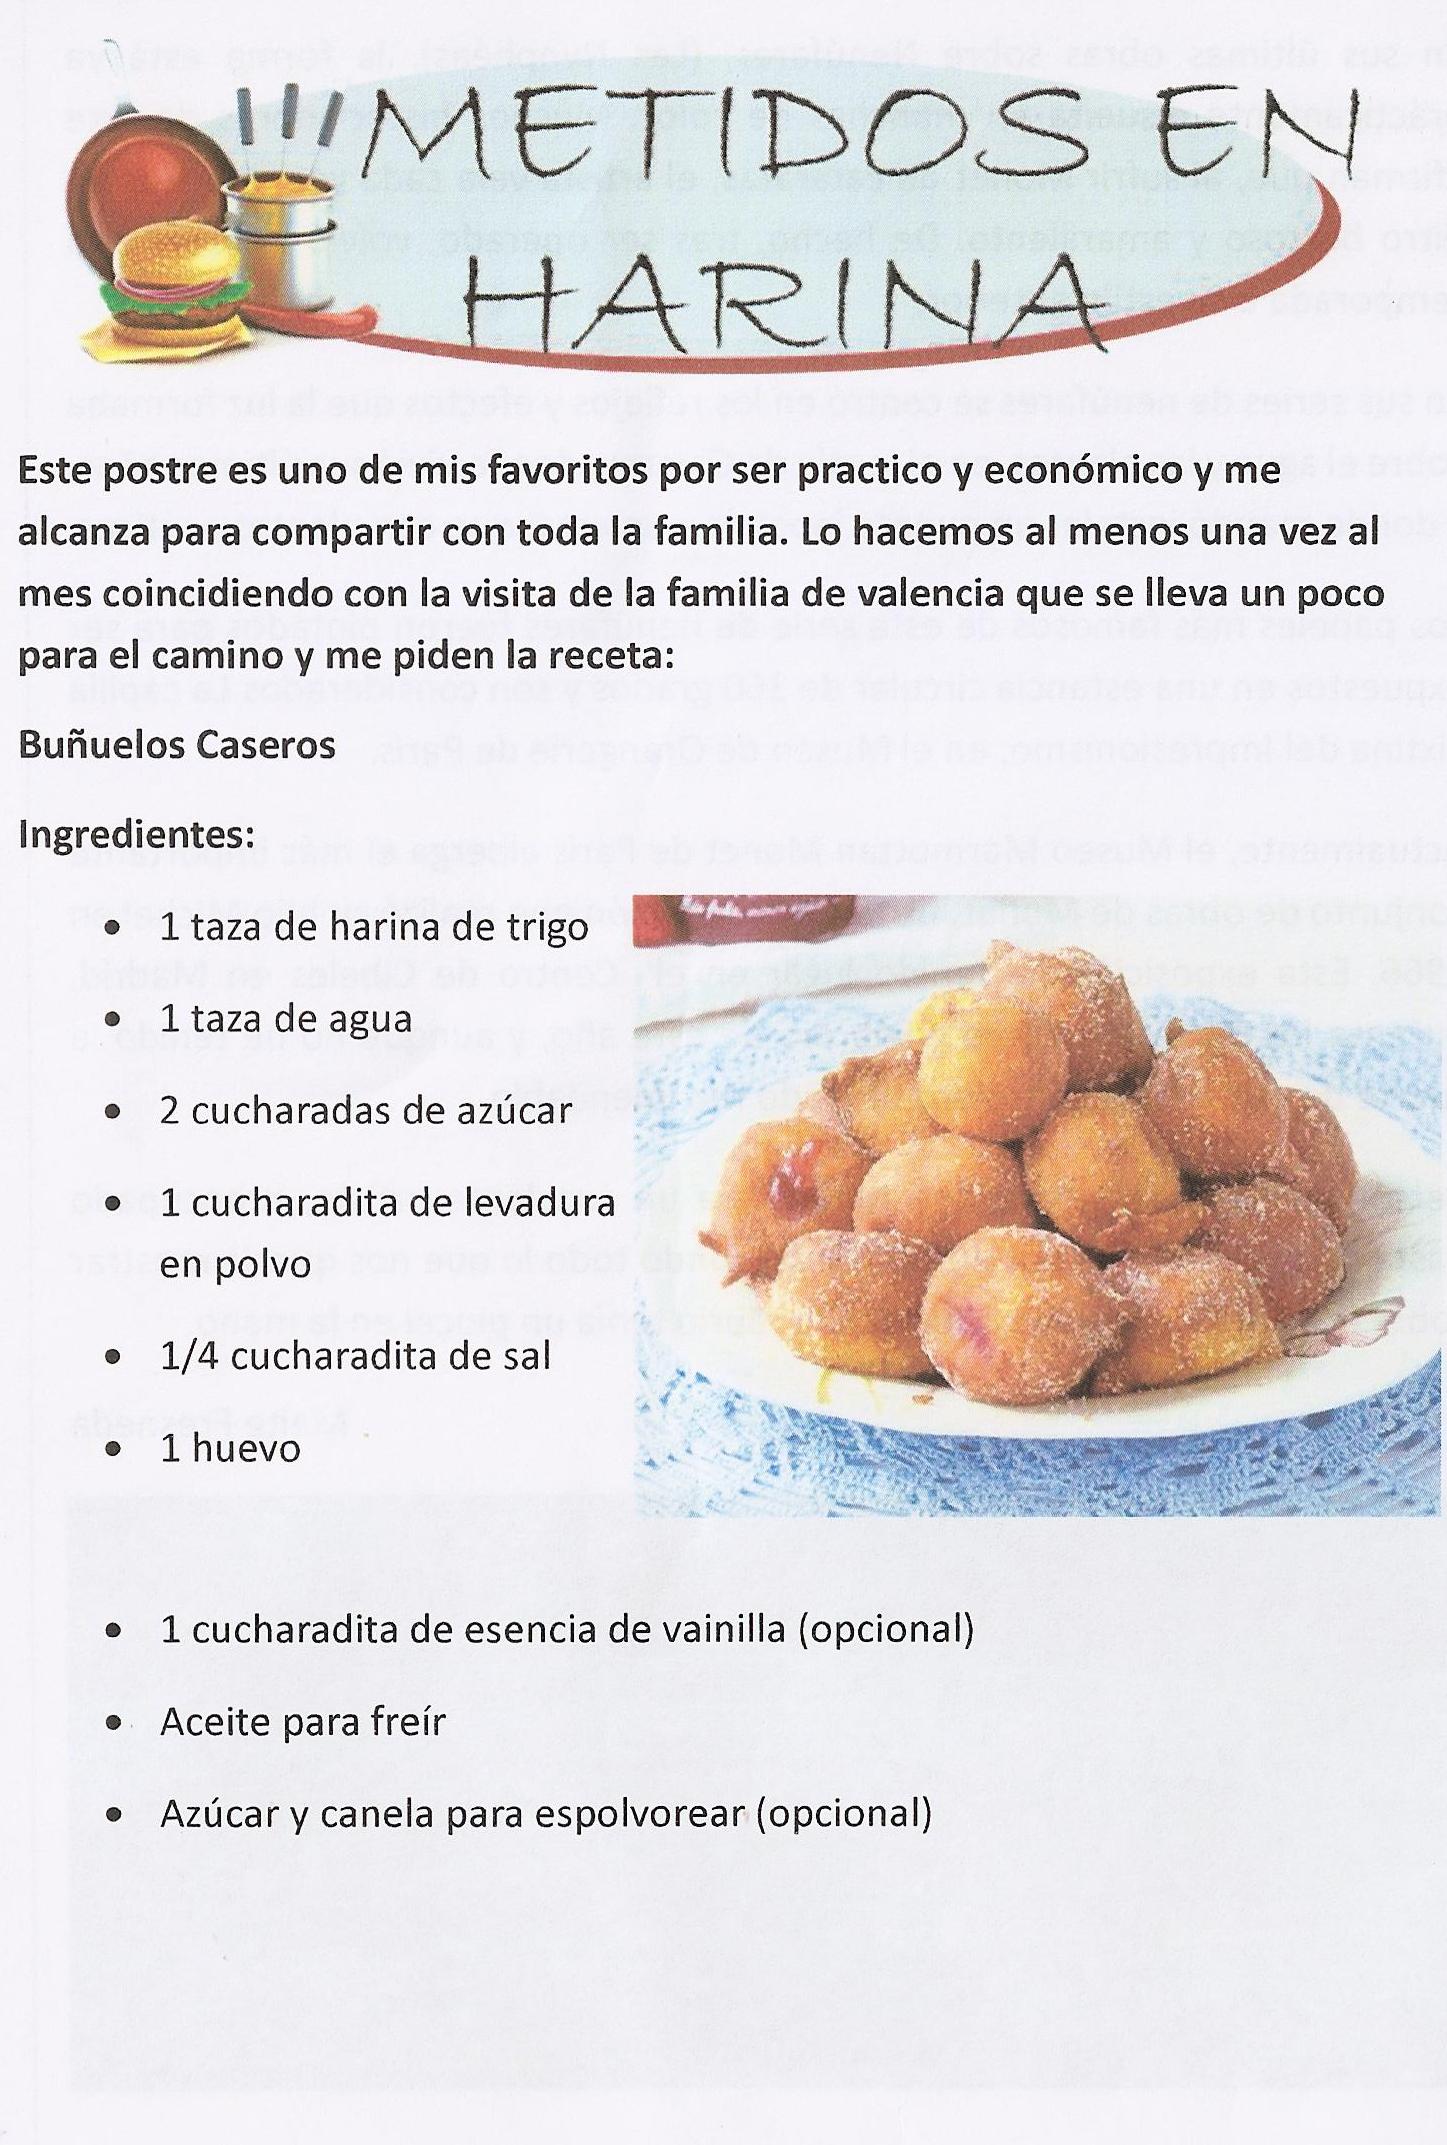 METIDOS EN
HARINA
Este postre es uno de mis favoritos por ser practico y económico y me
alcanza para compartir con toda la familia. Lo hacemos al menos una vez al
mes coincidiendo con la visita de la familia de valencia que se lleva un poco
para el camino y me piden la receta:
Buñuelos Caseros
Ingredientes:
• 1 taza de harina de trigo
• 1 taza de agua
• 2 cucharadas de azúcar
• 1 cucharadita de levadura
en polvo
• 1/4 cucharadita de sal
• 1 huevo
• 1 cucharadita de esencia de vainilla (opcional)
• Aceite para freír
• Azúcar y canela para espolvorear (opcional)